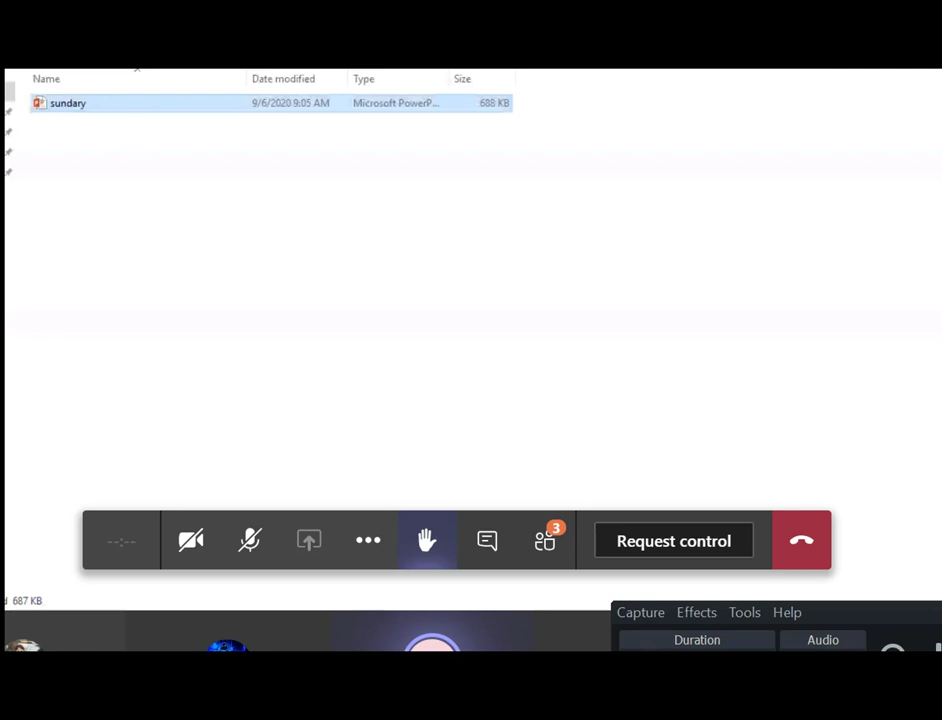 Name Date modified Type Size
sundary 9/6/2020 9:05 AM Microsoft PowerP... 688 KB
3
--:--
Request control
687 KB
Capture Effects Tools Help
Duration Audio